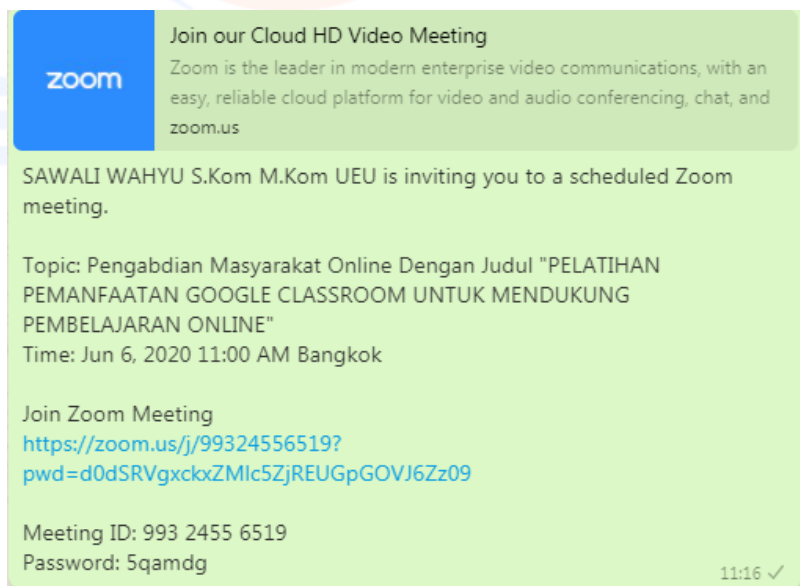 zoom
Join our Cloud HD Video Meeting
Zoom is the leader in modern enterprise video communications, with an
easy, reliable cloud platform for video and audio conferencing, chat, and
zoom.us
SAWALI WAHYU S.Kom M.Kom UEU is inviting you to a scheduled Zoom
meeting.
Topic: Pengabdian Masyarakat Online Dengan Judul "PELATIHAN
PEMANFAATAN GOOGLE CLASSROOM UNTUK MENDUKUNG
PEMBELAJARAN ONLINE"
Time: Jun 6, 2020 11:00 AM Bangkok
Join Zoom Meeting
https://zoom.us/j/99324556519?
pwd=d0dSRVgxckxZMlc5ZjREUGpGOVJ6Zz09
Meeting ID: 993 2455 6519
Password: 5qamdg
11:16